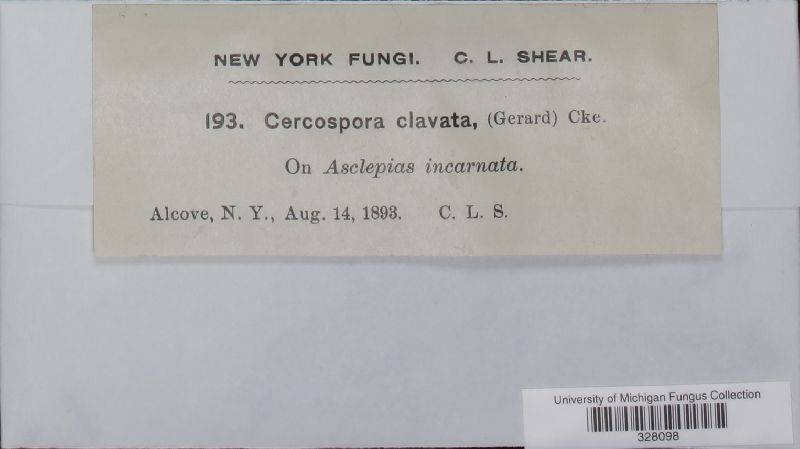 NEW YORK FUNGI. C. L. SHEAR.
193. Cercospora clavata, (Gerard) Cke.
On Asclepias incarnata.
Alcove, N. Y., Aug. 14, 1893. C. L. S.
University of Michigan Fungus Collection
328098